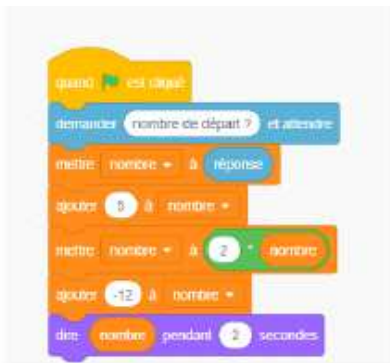 quand est cliqué
demander nombre de départ ? et attendre
mettre nombre à réponse
ajouter 5 à nombre
mettre nombre à 2 * nombre
ajouter -12 à nombre
dire nombre pendant 2 secondes